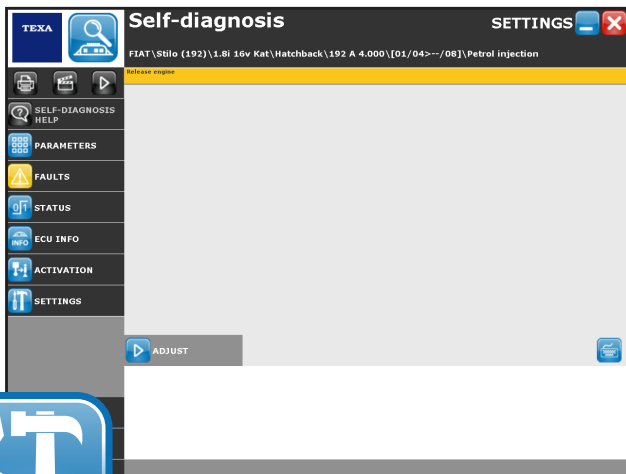 TEXA
Self-diagnosis
SETTINGS
FIAT\Stilo (192)\1.8i 16v Kat\Hatchback\192 A 4.000\[01/04>--/08]\Petrol injection
Release engine
SELF-DIAGNOSIS
HELP
PARAMETERS
FAULTS
STATUS
INFO
ECU INFO
ACTIVATION
SETTINGS
ADJUST